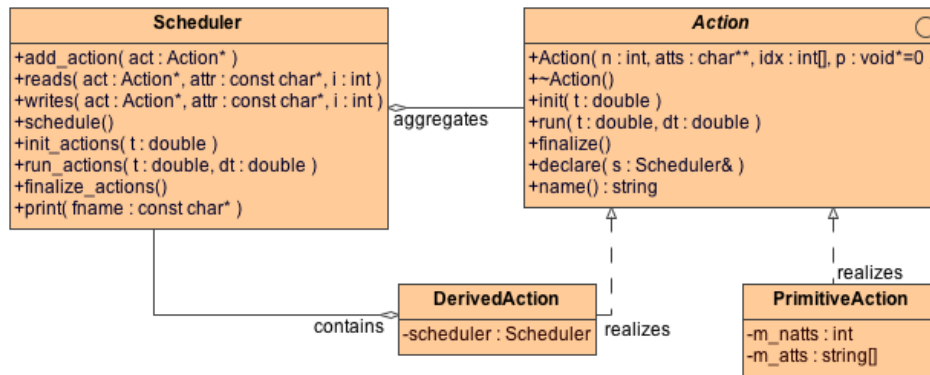 Scheduler
+add_action( act : Action* )
+reads( act : Action*, attr : const char*, i : int )
+writes( act : Action*, attr : const char*, i : int )
+schedule()
+init_actions( t : double )
+run_actions( t : double, dt : double )
+finalize_actions()
+print( fname : const char* )
aggregates
Action
+Action( n : int, atts : char**, idx : int[], p : void*=0
+~Action()
+init( t : double )
+run( t : double, dt : double )
+finalize()
+declare( s : Scheduler& )
+name() : string
contains
DerivedAction
-scheduler : Scheduler
realizes
realizes
PrimitiveAction
-m_natts : int
-m_atts : string[]